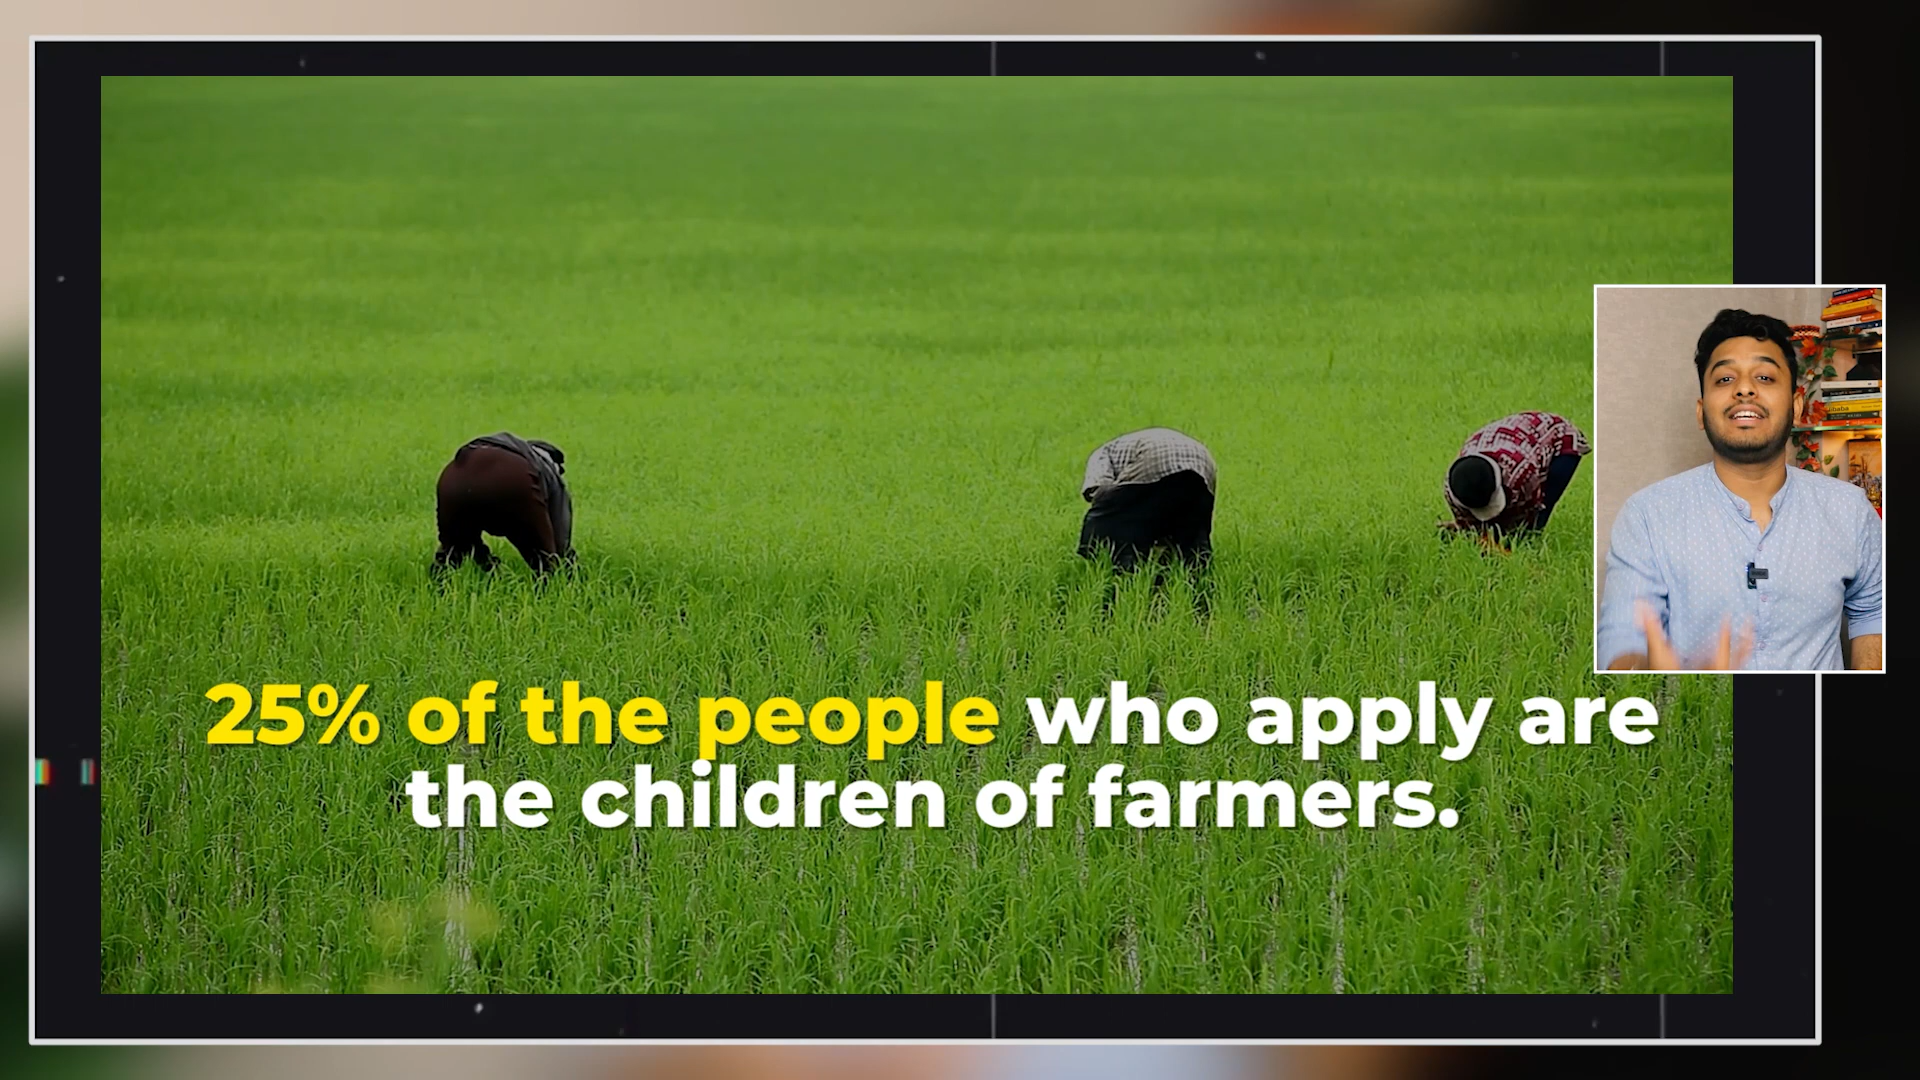 25% of the people who apply are
the children of farmers.